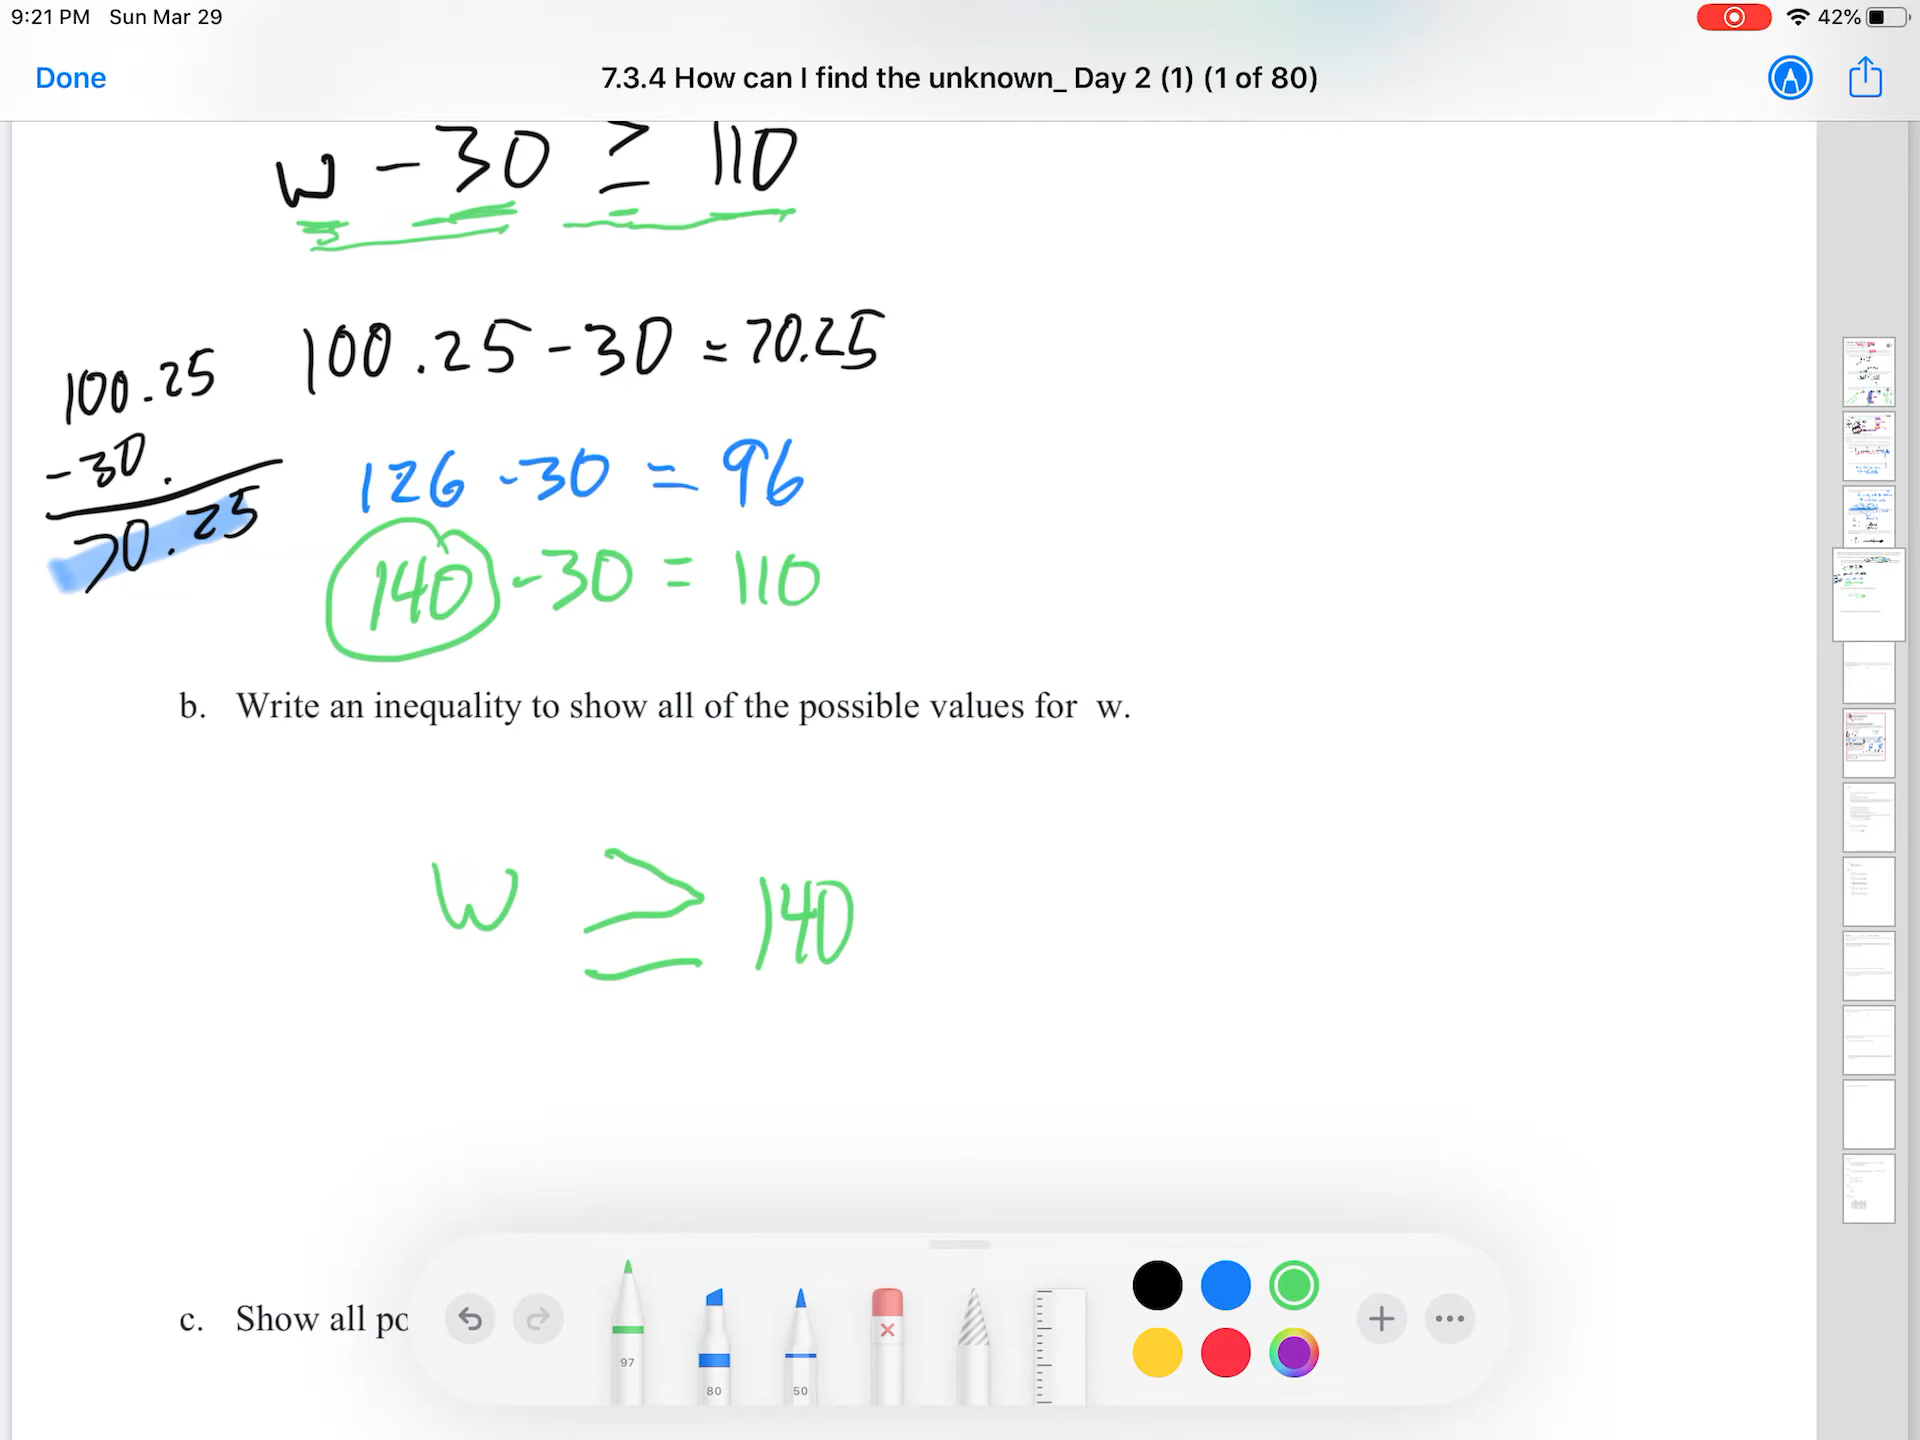 9:21 PM Sun Mar 29
42%
Done
7.3.4 How can I find the unknown_ Day 2 (1) (1 of 80)
w - 30 ≥ 110
100.25 - 30 = 70.25
100.25
-30.
70.25
126 - 30 = 96
140 - 30 = 110
b. Write an inequality to show all of the possible values for w.
w ≥ 140
c. Show all po
97
80
50